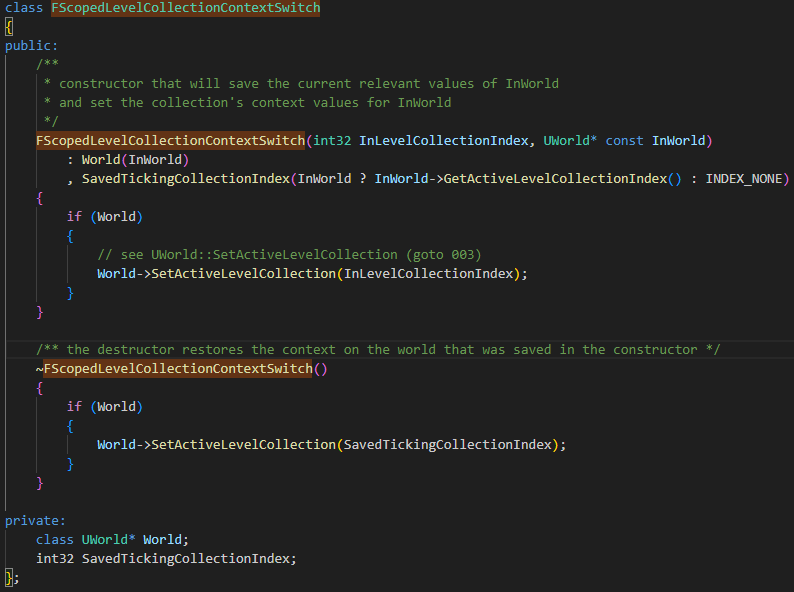 class FScopedLevelCollectionContextSwitch
{
public:
/**
* constructor that will save the current relevant values of InWorld
* and set the collection's context values for InWorld
*/
FScopedLevelCollectionContextSwitch(int32 InLevelCollectionIndex, UWorld* const InWorld)
: World(InWorld)
, SavedTickingCollectionIndex(InWorld ? InWorld->GetActiveLevelCollectionIndex() : INDEX_NONE)
{
if (World)
{
// see UWorld::SetActiveLevelCollection (goto 003)
World->SetActiveLevelCollection(InLevelCollectionIndex);
}
}
/** the destructor restores the context on the world that was saved in the constructor */
~FScopedLevelCollectionContextSwitch()
{
if (World)
{
World->SetActiveLevelCollection(SavedTickingCollectionIndex);
}
}
private:
class UWorld* World;
int32 SavedTickingCollectionIndex;
};